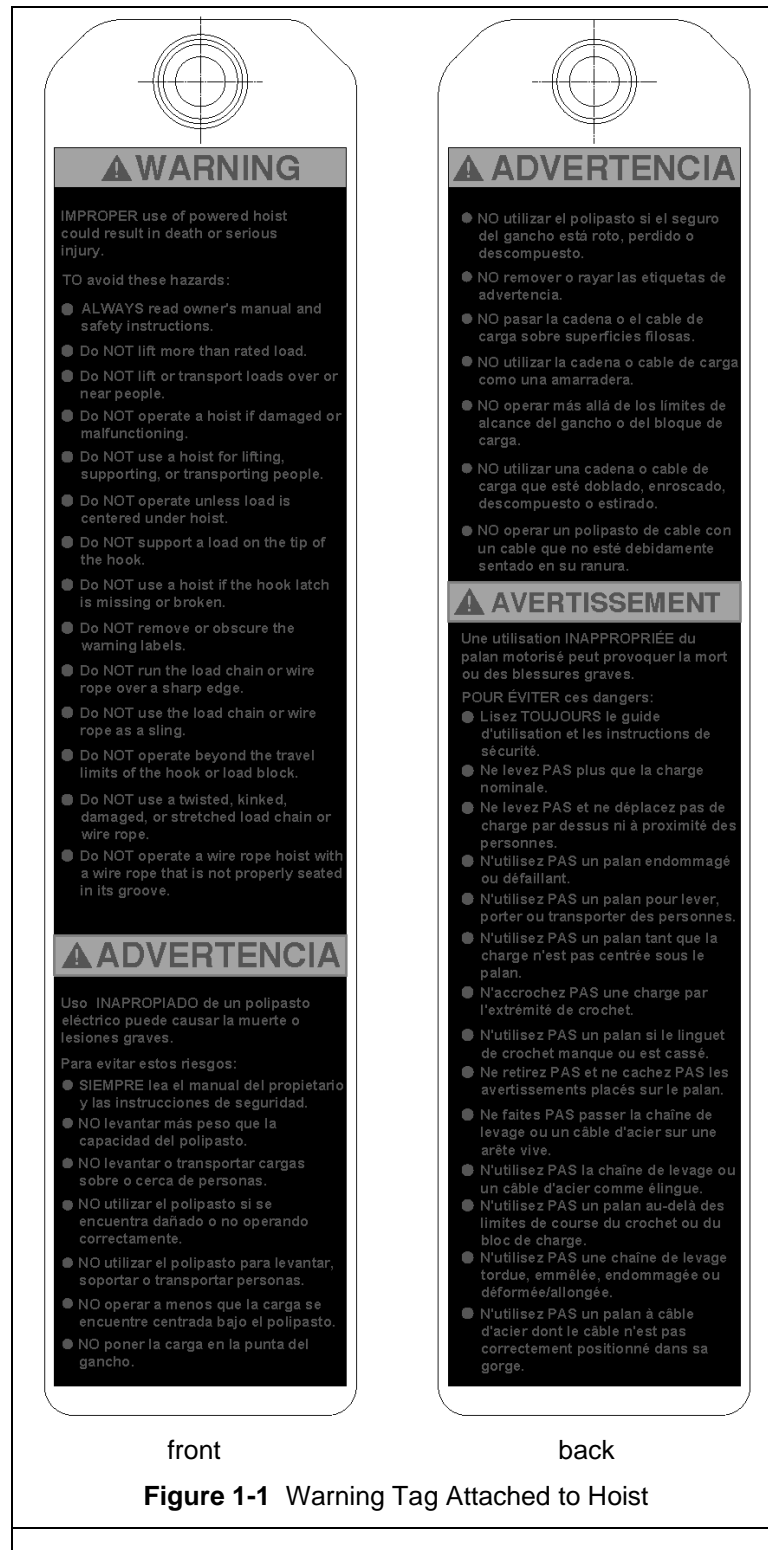 WARNING
IMPROPER use of powered hoist
could result in death or serious
injury.
TO avoid these hazards:
● ALWAYS read owner's manual and
safety instructions.
● Do NOT lift more than rated load.
● Do NOT lift or transport loads over or
near people.
● Do NOT operate a hoist if damaged or
malfunctioning.
● Do NOT use a hoist for lifting,
supporting, or transporting people.
● Do NOT operate unless load is
centered under hoist.
● Do NOT support a load on the tip of
the hook.
● Do NOT use a hoist if the hook latch
is missing or broken.
● Do NOT remove or obscure the
warning labels.
● Do NOT run the load chain or wire
rope over a sharp edge.
● Do NOT use the load chain or wire
rope as a sling.
● Do NOT operate beyond the travel
limits of the hook or load block.
● Do NOT use a twisted, kinked,
damaged, or stretched load chain or
wire rope.
● Do NOT operate a wire rope hoist with
a wire rope that is not properly seated
in its groove.
ADVERTENCIA
Uso INAPROPIADO de un polipasto
eléctrico puede causar la muerte o
lesiones graves.
Para evitar estos riesgos:
● SIEMPRE lea el manual del propietario
y las instrucciones de seguridad.
● NO levantar más peso que la
capacidad del polipasto.
● NO levantar o transportar cargas
sobre o cerca de personas.
● NO utilizar el polipasto si se
encuentra dañado o no operando
correctamente.
● NO utilizar el polipasto para levantar,
soportar o transportar personas.
● NO operar a menos que la carga se
encuentre centrada bajo el polipasto.
● NO poner la carga en la punta del
gancho.
front
ADVERTENCIA
● NO utilizar el polipasto si el seguro
del gancho está roto, perdido o
descompuesto.
● NO remover o rayar las etiquetas de
advertencia.
● NO pasar la cadena o el cable de
carga sobre superficies filosas.
● NO utilizar la cadena o cable de carga
como una amarradera.
● NO operar más allá de los límites de
alcance del gancho o del bloque de
carga.
● NO utilizar una cadena o cable de
carga que esté doblado, enroscado,
descompuesto o estirado.
● NO operar un polipasto de cable con
un cable que no esté debidamente
sentado en su ranura.
AVERTISSEMENT
Une utilisation INAPPROPRIÉE du
palan motorisé peut provoquer la mort
ou des blessures graves.
POUR ÉVITER ces dangers:
● Lisez TOUJOURS le guide
d'utilisation et les instructions de
sécurité.
● Ne levez PAS plus que la charge
nominale.
● Ne levez PAS et ne déplacez pas de
charge par dessus ni à proximité des
personnes.
● N'utilisez PAS un palan endommagé
ou défaillant.
● N'utilisez PAS un palan pour lever,
porter ou transporter des personnes.
● N'utilisez PAS un palan tant que la
charge n'est pas centrée sous le
palan.
● N'accrochez PAS une charge par
l'extrémité de crochet.
● N'utilisez PAS un palan si le linguet
de crochet manque ou est cassé.
● Ne retirez PAS et ne cachez PAS les
avertissements placés sur le palan.
● Ne faites PAS passer la chaîne de
levage ou un câble d'acier sur une
arête vive.
● N'utilisez PAS la chaîne de levage ou
un câble d'acier comme élingue.
● N'utilisez PAS un palan au-delà des
limites de course du crochet ou du
bloc de charge.
● N'utilisez PAS une chaîne de levage
tordue, emmêlée, endommagée ou
déformée/allongée.
● N'utilisez PAS un palan à câble
d'acier dont le câble n'est pas
correctement positionné dans sa
gorge.
back
Figure 1-1 Warning Tag Attached to Hoist